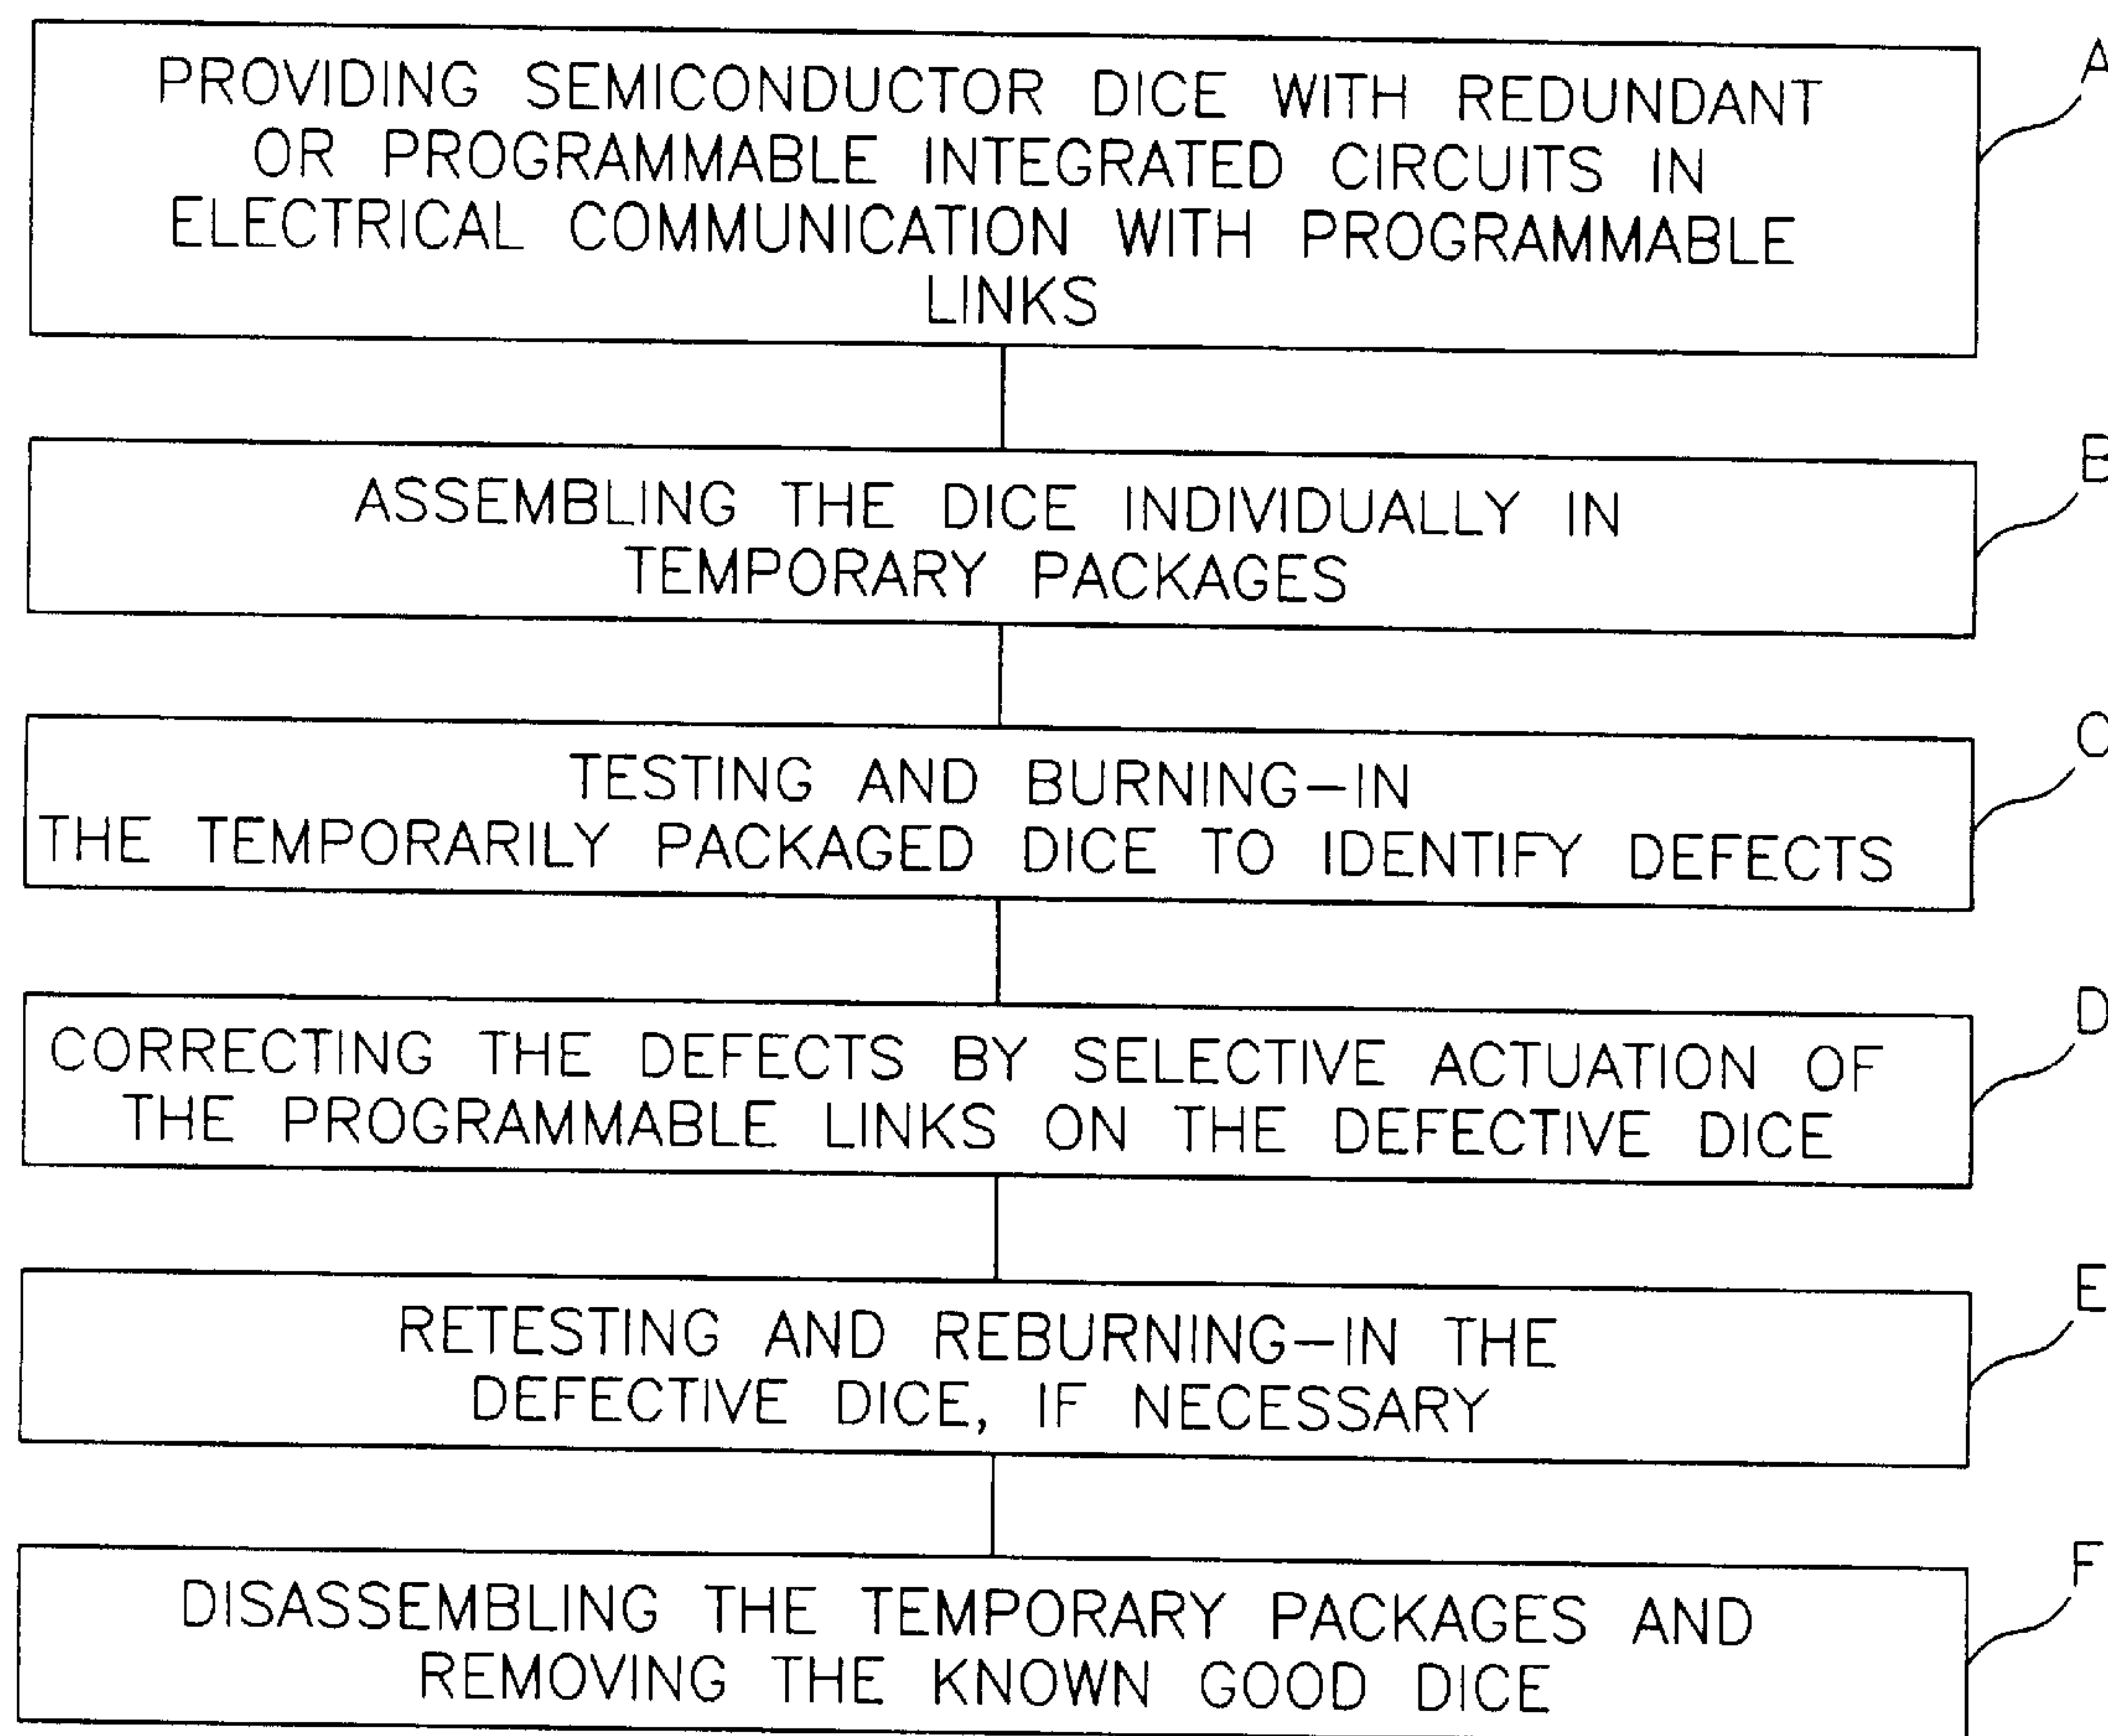 PROVIDING SEMICONDUCTOR DICE WITH REDUNDANT
OR PROGRAMMABLE INTEGRATED CIRCUITS IN
ELECTRICAL COMMUNICATION WITH PROGRAMMABLE
LINKS
A
ASSEMBLING THE DICE INDIVIDUALLY IN
TEMPORARY PACKAGES
B
TESTING AND BURNING-IN
THE TEMPORARILY PACKAGED DICE TO IDENTIFY DEFECTS
C
CORRECTING THE DEFECTS BY SELECTIVE ACTUATION OF
THE PROGRAMMABLE LINKS ON THE DEFECTIVE DICE
D
RETESTING AND REBURNING-IN THE
DEFECTIVE DICE, IF NECESSARY
E
DISASSEMBLING THE TEMPORARY PACKAGES AND
REMOVING THE KNOWN GOOD DICE
F